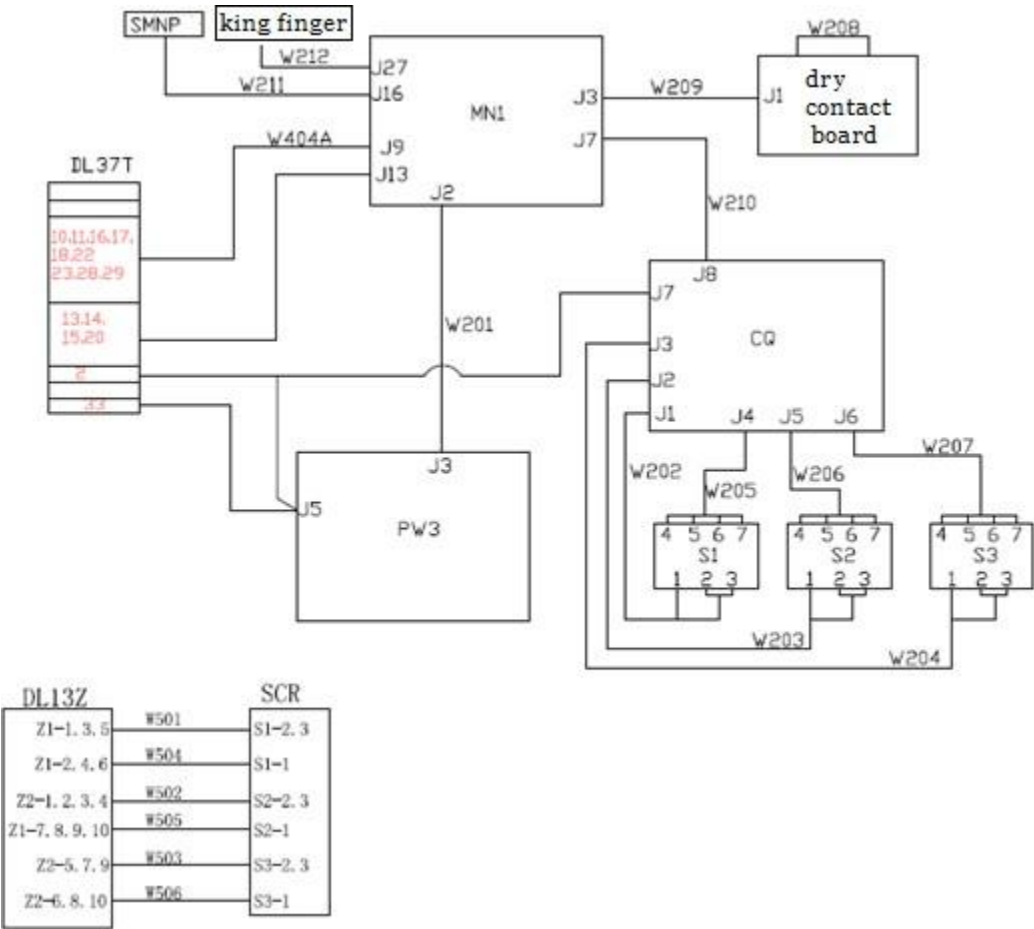 SMNP
king finger
W212
W211
J27
J16
MN1
J3
W209
J1
W208
dry
contact
board
W404A
J9
J13
J7
J2
DL37T
W210
10.11.16.17.
18.22
23.28.29
13.14.
15.20
2
33
W201
J8
J7
J3
CQ
J2
J1
J4
J5
J6
W207
W202
W205
W206
J3
J5
PW3
4 5 6 7
S1
1 2 3
4 5 6 7
S2
1 2 3
4 5 6 7
S3
1 2 3
W203
W204
DL13Z
SCR
Z1-1.3.5
W501
S1-2.3
Z1-2.4.6
W504
S1-1
Z2-1.2.3.4
W502
S2-2.3
Z1-7.8.9.10
W505
S2-1
Z2-5.7.9
W503
S3-2.3
Z2-6.8.10
W506
S3-1